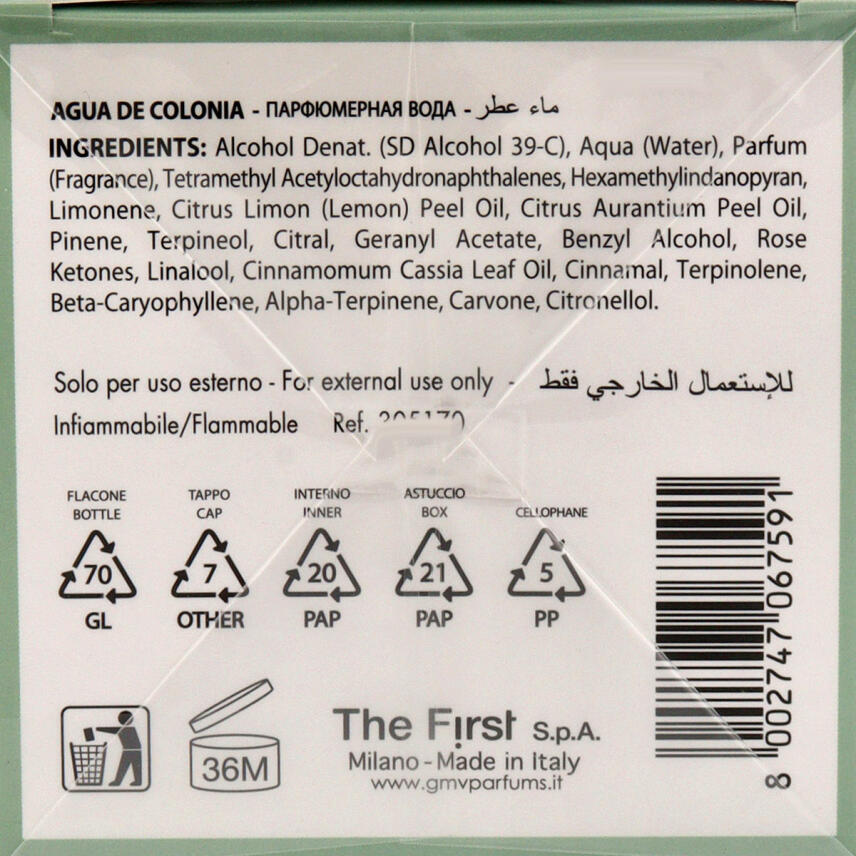 AGUA DE COLONIA - ПАРФЮМЕРНАЯ ВОДА - ماء عطر
INGREDIENTS: Alcohol Denat. (SD Alcohol 39-C), Aqua (Water), Parfum
(Fragrance), Tetramethyl Acetyloctahydronaphthalenes, Hexamethylindanopyran,
Limonene, Citrus Limon (Lemon) Peel Oil, Citrus Aurantium Peel Oil,
Pinene, Terpineol, Citral, Geranyl Acetate, Benzyl Alcohol, Rose
Ketones, Linalool, Cinnamomum Cassia Leaf Oil, Cinnamal, Terpinolene,
Beta-Caryophyllene, Alpha-Terpinene, Carvone, Citronellol.
Solo per uso esterno - For external use only - للإستعمال الخارجي فقط
Infiammabile/Flammable Ref.
FLACONE TAPPO INTERNO ASTUCCIO
BOTTLE CAP INNER BOX CELLOPHANE
70 7 20 21 5
GL OTHER PAP PAP PP
8 002747 067591
36M
The First S.p.A.
Milano - Made in Italy
www.gmvparfums.it